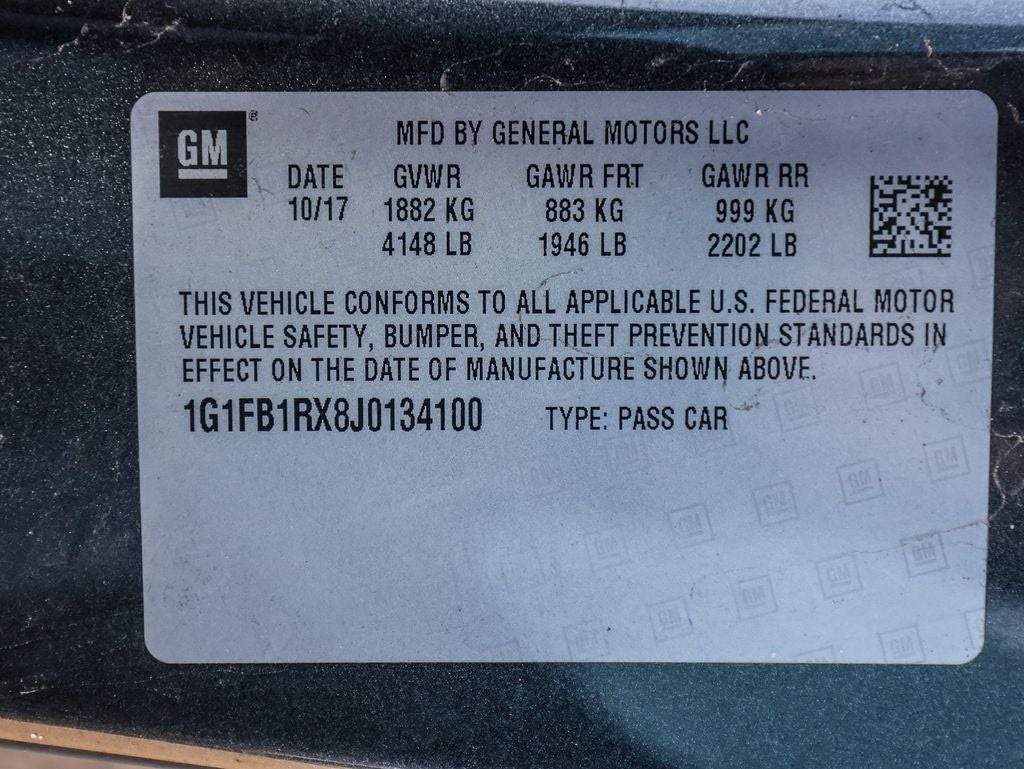 GM®
MFD BY GENERAL MOTORS LLC
DATE GVWR GAWR FRT GAWR RR
10/17 1882 KG 883 KG 999 KG
4148 LB 1946 LB 2202 LB
THIS VEHICLE CONFORMS TO ALL APPLICABLE U.S. FEDERAL MOTOR
VEHICLE SAFETY, BUMPER, AND THEFT PREVENTION STANDARDS IN
EFFECT ON THE DATE OF MANUFACTURE SHOWN ABOVE.
1G1FB1RX8J0134100 TYPE: PASS CAR